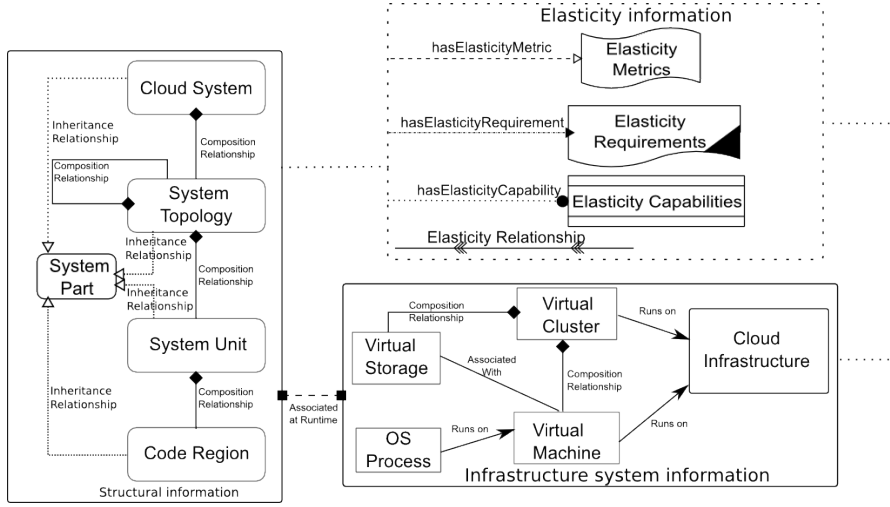 Elasticity information
hasElasticityMetric
Elasticity
Metrics
hasElasticityRequirement
Elasticity
Requirements
hasElasticityCapability
Elasticity Capabilities
Elasticity Relationship
Cloud System
Inheritance
Relationship
Composition
Relationship
Composition
Relationship
System
Topology
Inheritance
Relationship
System
Part
Composition
Relationship
Inheritance
Relationship
System Unit
Inheritance
Relationship
Composition
Relationship
Code Region
Structural information
Associated
at Runtime
Composition
Relationship
Virtual
Cluster
Runs on
Cloud
Infrastructure
Virtual
Storage
Associated
With
Composition
Relationship
Runs on
OS
Process
Runs on
Virtual
Machine
Infrastructure system information